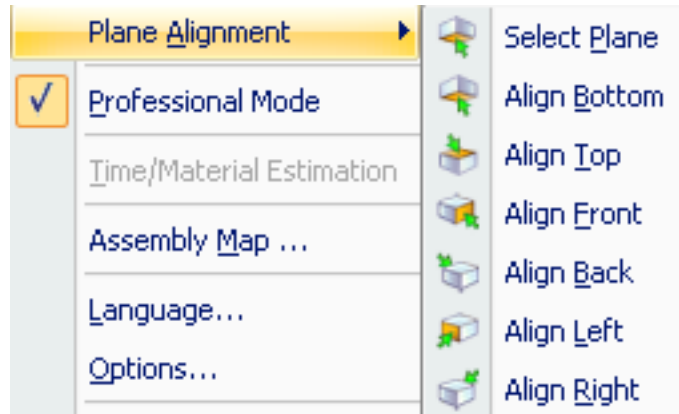 Plane Alignment
Professional Mode
Time/Material Estimation
Assembly Map ...
Language...
Options...
Select Plane
Align Bottom
Align Top
Align Front
Align Back
Align Left
Align Right